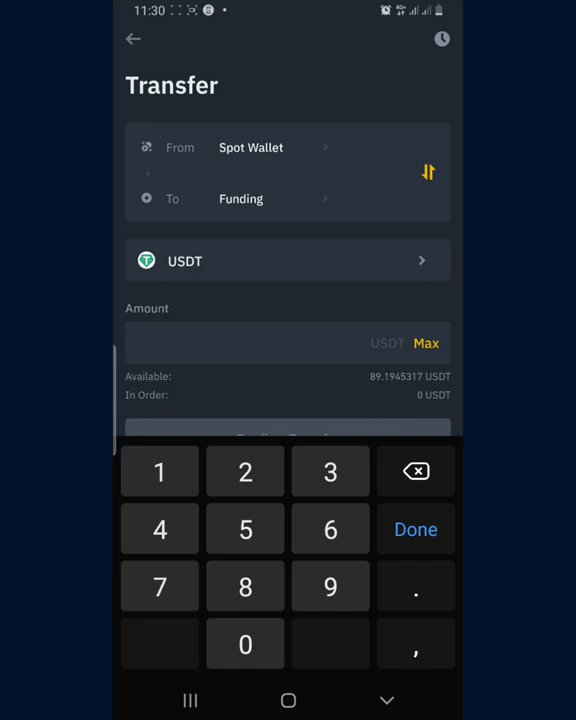 11:30
Transfer
From Spot Wallet
To Funding
USDT
Amount
USDT Max
Available: 89.1945317 USDT
In Order: 0 USDT
1 2 3
4 5 6 Done
7 8 9 .
0 ,